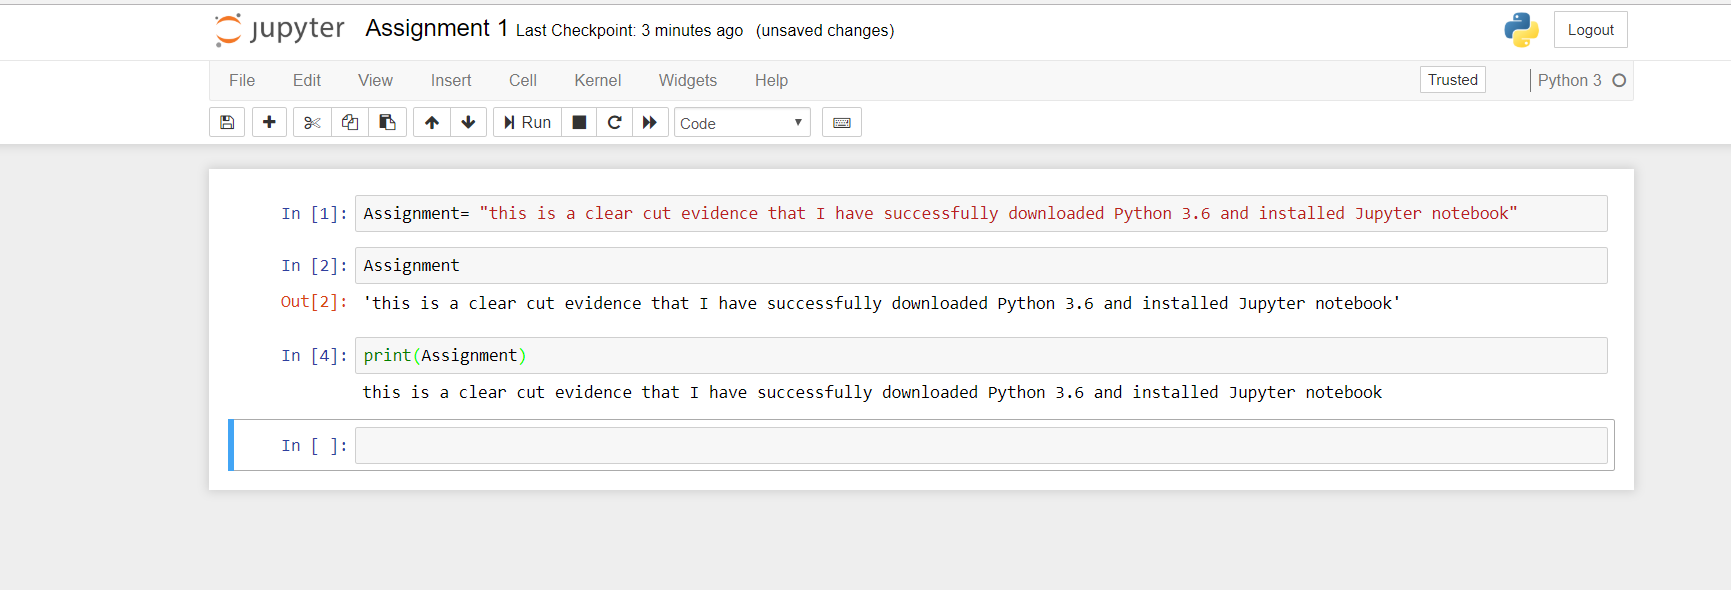 jupyter Assignment 1 Last Checkpoint: 3 minutes ago (unsaved changes) Logout
File Edit View Insert Cell Kernel Widgets Help Trusted Python 3
Run Code
In [1]: Assignment= "this is a clear cut evidence that I have successfully downloaded Python 3.6 and installed Jupyter notebook"
In [2]: Assignment
Out[2]: 'this is a clear cut evidence that I have successfully downloaded Python 3.6 and installed Jupyter notebook'
In [4]: print(Assignment)
this is a clear cut evidence that I have successfully downloaded Python 3.6 and installed Jupyter notebook
In [ ]: